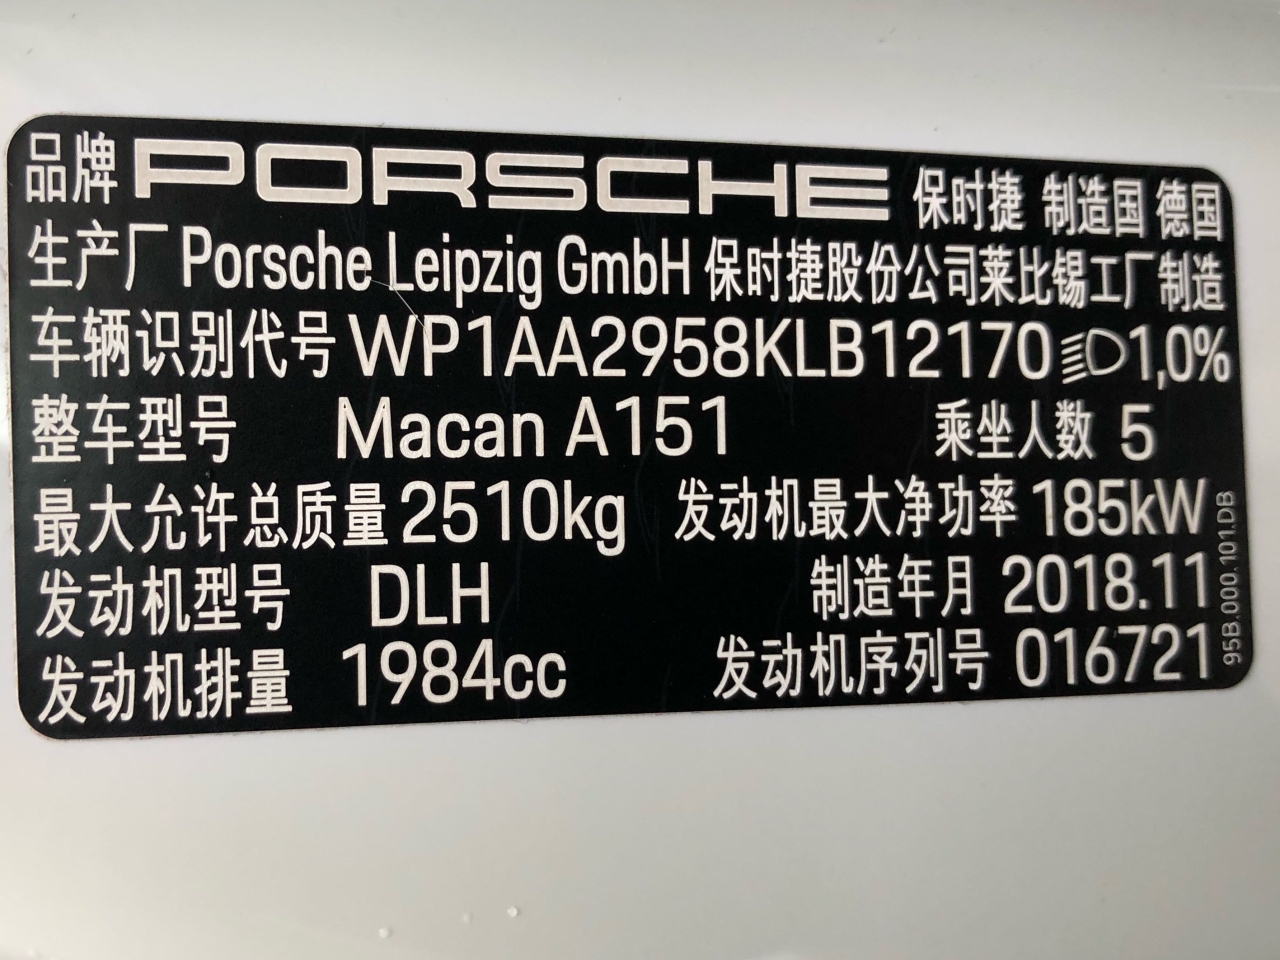 品牌 PORSCHE 保时捷 制造国 德国
生产厂 Porsche Leipzig GmbH 保时捷股份公司莱比锡工厂制造
车辆识别代号 WP1AA2958KLB12170 1,0%
整车型号 Macan A151 乘坐人数 5
最大允许总质量 2510kg 发动机最大净功率 185kW
发动机型号 DLH 制造年月 2018.11
发动机排量 1984cc 发动机序列号 016721
95B.000.101.DB